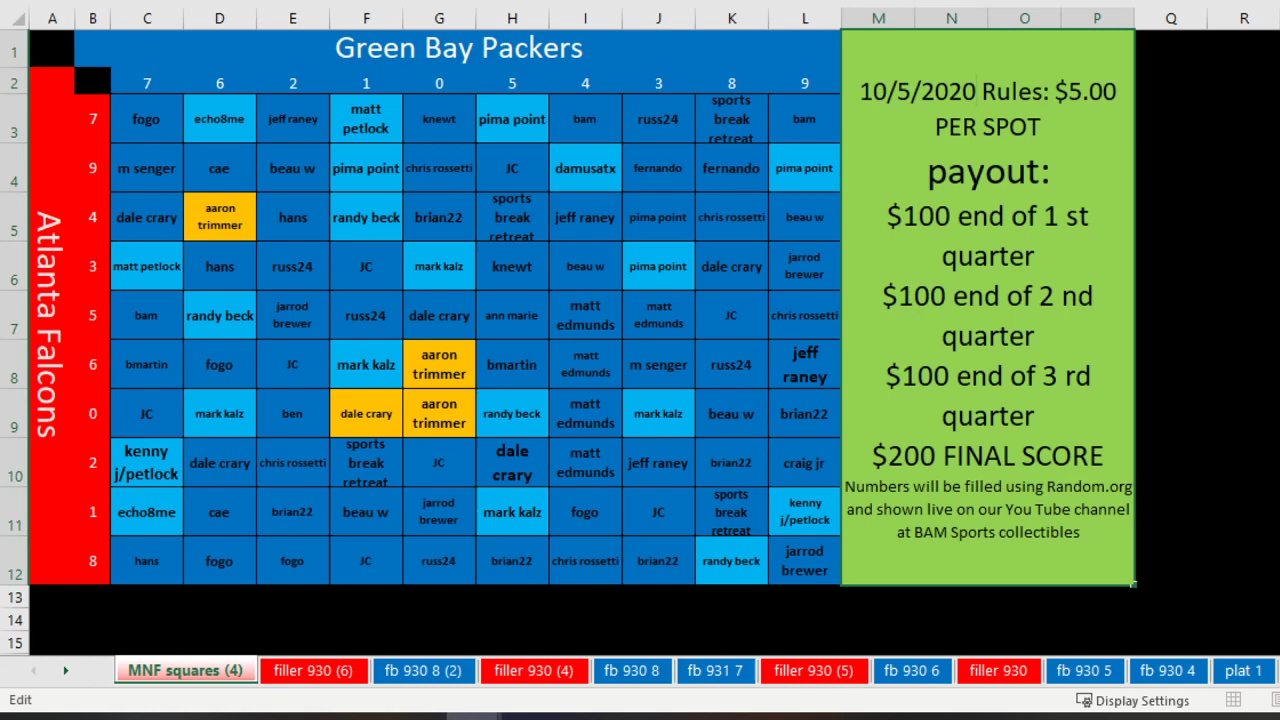 A B C D E F G H I J K L M N O P Q R
1 Green Bay Packers
2 7 6 2 1 0 5 4 3 8 9
Atlanta Falcons
3 7 fogo echo8me jeff raney matt petlock knewt pima point bam russ24 sports break retreat bam
4 9 m senger cae beau w pima point chris rossetti JC damusatx fernando fernando pima point
5 4 dale crary aaron trimmer hans randy beck brian22 sports break retreat jeff raney pima point chris rossetti beau w
6 3 matt petlock hans russ24 JC mark kalz knewt beau w pima point dale crary jarrod brewer
7 5 bam randy beck jarrod brewer russ24 dale crary ann marie matt edmunds matt edmunds JC chris rossetti
8 6 bmartin fogo JC mark kalz aaron trimmer bmartin matt edmunds m senger russ24 jeff raney
9 0 JC mark kalz ben dale crary aaron trimmer randy beck matt edmunds mark kalz beau w brian22
10 2 kenny j/petlock dale crary chris rossetti sports break retreat JC dale crary matt edmunds jeff raney brian22 craig jr
11 1 echo8me cae brian22 beau w jarrod brewer mark kalz fogo JC sports break retreat kenny j/petlock
12 8 hans fogo fogo JC russ24 brian22 chris rossetti brian22 randy beck jarrod brewer
13
14
15
10/5/2020 Rules: $5.00
PER SPOT
payout:
$100 end of 1 st
quarter
$100 end of 2 nd
quarter
$100 end of 3 rd
quarter
$200 FINAL SCORE
Numbers will be filled using Random.org
and shown live on our You Tube channel
at BAM Sports collectibles
MNF squares (4) filler 930 (6) fb 930 8 (2) filler 930 (4) fb 930 8 fb 931 7 filler 930 (5) fb 930 6 filler 930 fb 930 5 fb 930 4 plat 1
Edit Display Settings